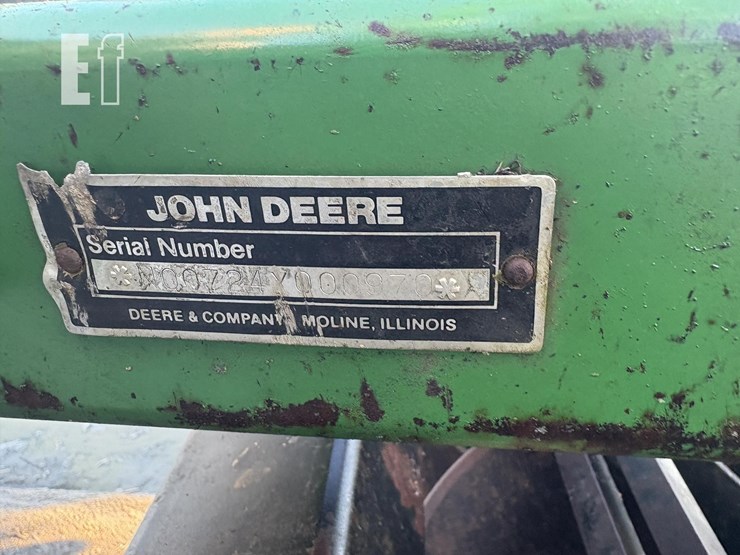 Ef
JOHN DEERE
Serial Number
DEERE & COMPANY MOLINE, ILLINOIS